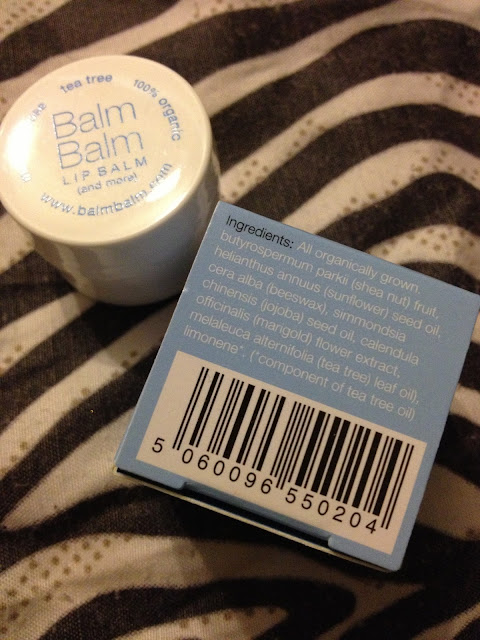 tea tree
100% organic
Balm
Balm
LIP BALM
(and more)
www.balmbalm.com
Ingredients: All organically grown.
butyrospermum parkii (shea nut) fruit,
helianthus annuus (sunflower) seed oil,
cera alba (beeswax), simmondsia
chinensis (jojoba) seed oil, calendula
officinalis (marigold) flower extract,
melaleuca alternifolia (tea tree) leaf oil),
limonene*. (*component of tea tree oil)
5 060096 550204